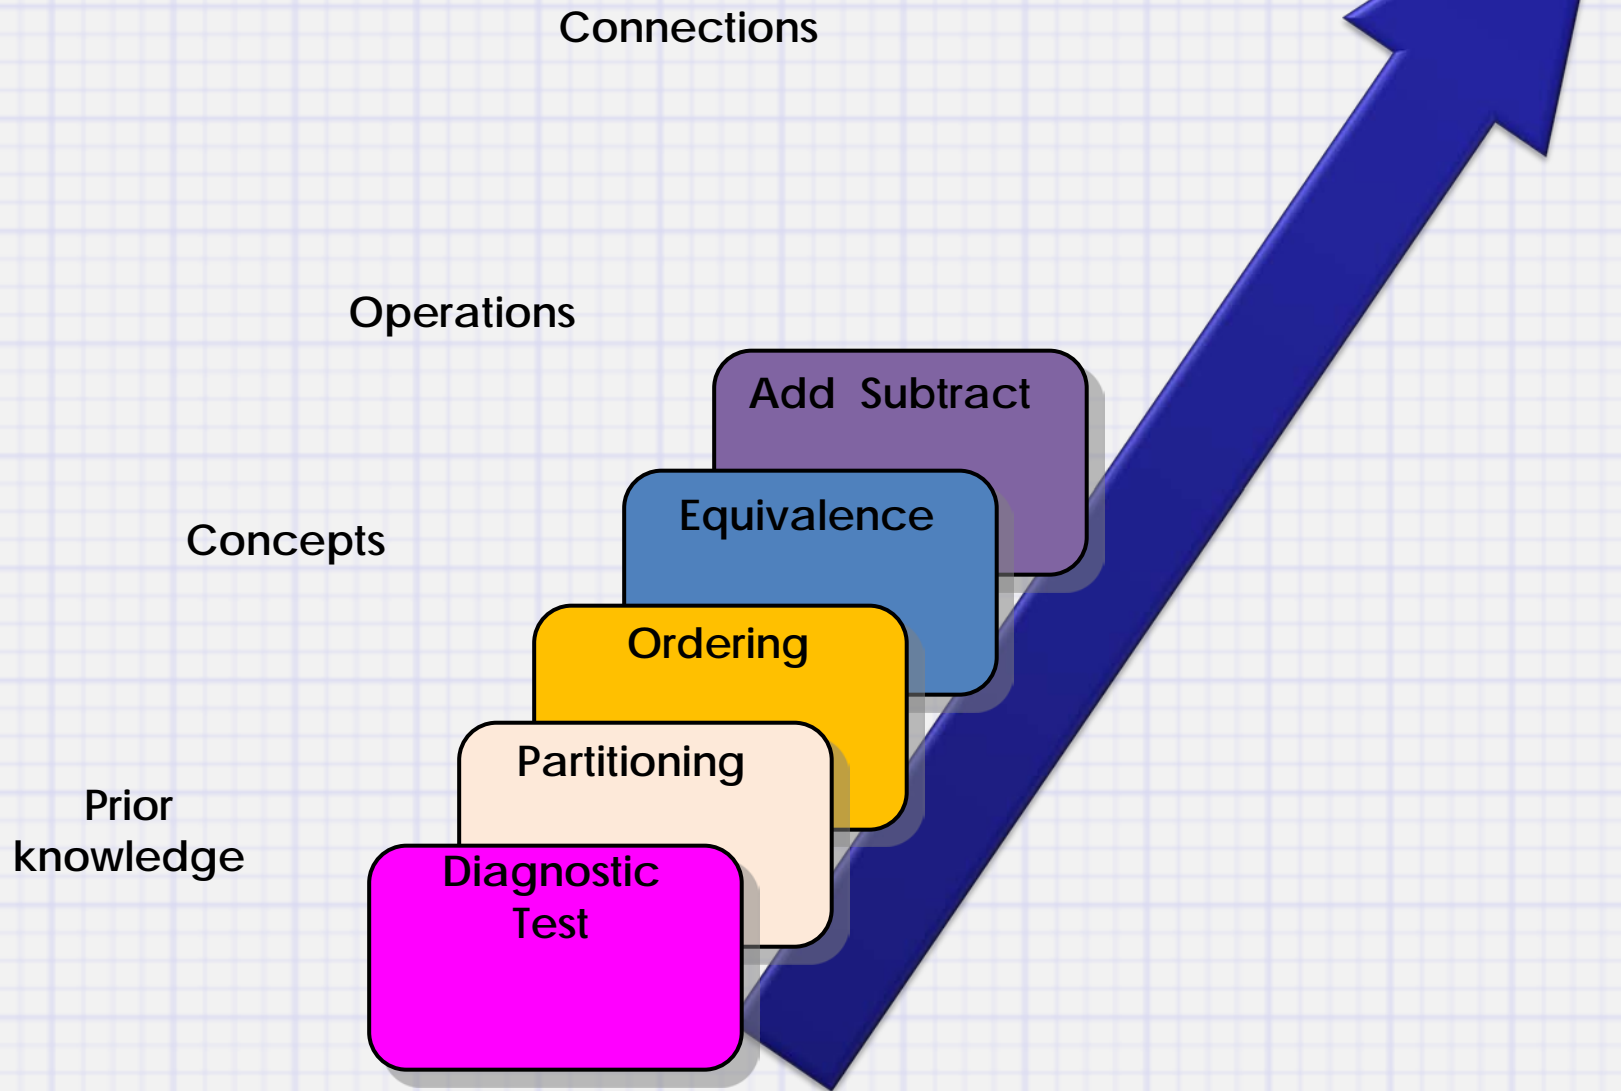 Connections
Operations
Add Subtract
Equivalence
Concepts
Ordering
Partitioning
Prior
knowledge
Diagnostic
Test